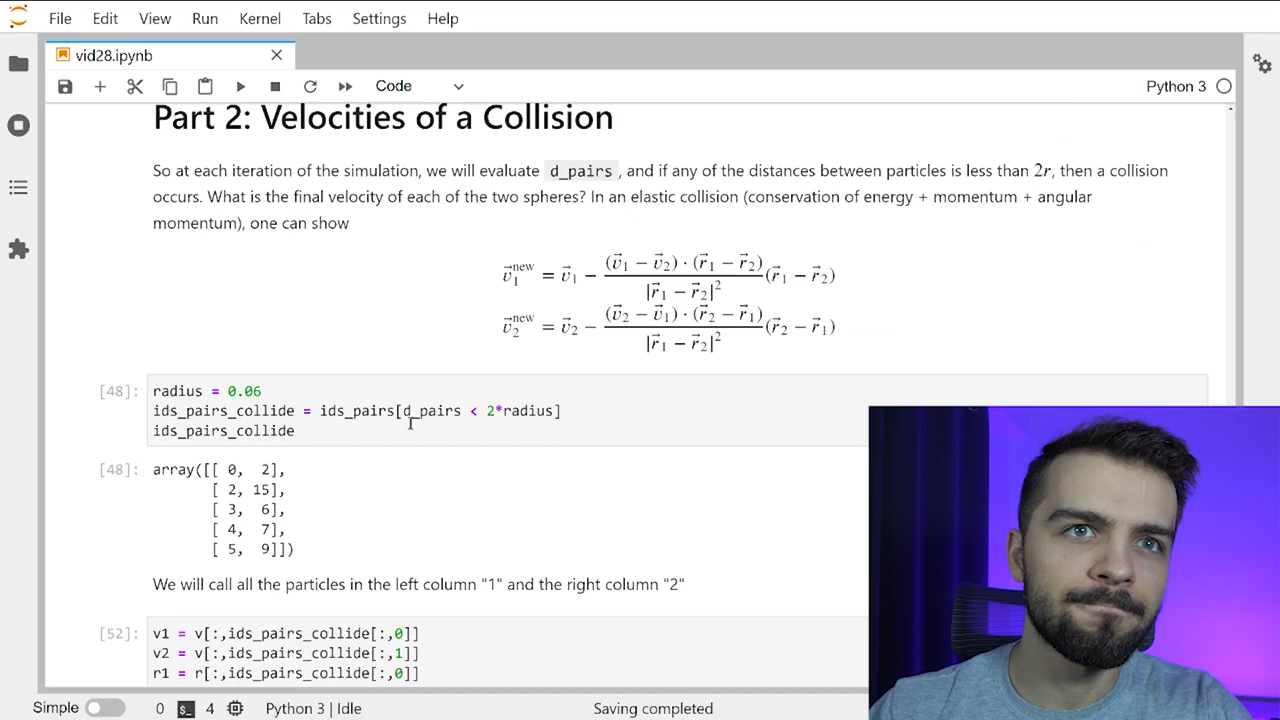 File Edit View Run Kernel Tabs Settings Help
vid28.ipynb
Code
Python 3
Part 2: Velocities of a Collision
So at each iteration of the simulation, we will evaluate d_pairs , and if any of the distances between particles is less than 2r, then a collision
occurs. What is the final velocity of each of the two spheres? In an elastic collision (conservation of energy + momentum + angular
momentum), one can show
v⃗₁ⁿᵉʷ = v⃗₁ − (v⃗₁ − v⃗₂) · (r⃗₁ − r⃗₂) / |r⃗₁ − r⃗₂|² (r⃗₁ − r⃗₂)
v⃗₂ⁿᵉʷ = v⃗₂ − (v⃗₂ − v⃗₁) · (r⃗₂ − r⃗₁) / |r⃗₁ − r⃗₂|² (r⃗₂ − r⃗₁)
[48]: radius = 0.06
ids_pairs_collide = ids_pairs[d_pairs < 2*radius]
ids_pairs_collide
[48]: array([[ 0, 2],
[ 2, 15],
[ 3, 6],
[ 4, 7],
[ 5, 9]])
We will call all the particles in the left column "1" and the right column "2"
[52]: v1 = v[:,ids_pairs_collide[:,0]]
v2 = v[:,ids_pairs_collide[:,1]]
r1 = r[:,ids_pairs_collide[:,0]]
Simple 0 $_ 4 Python 3 | Idle Saving completed